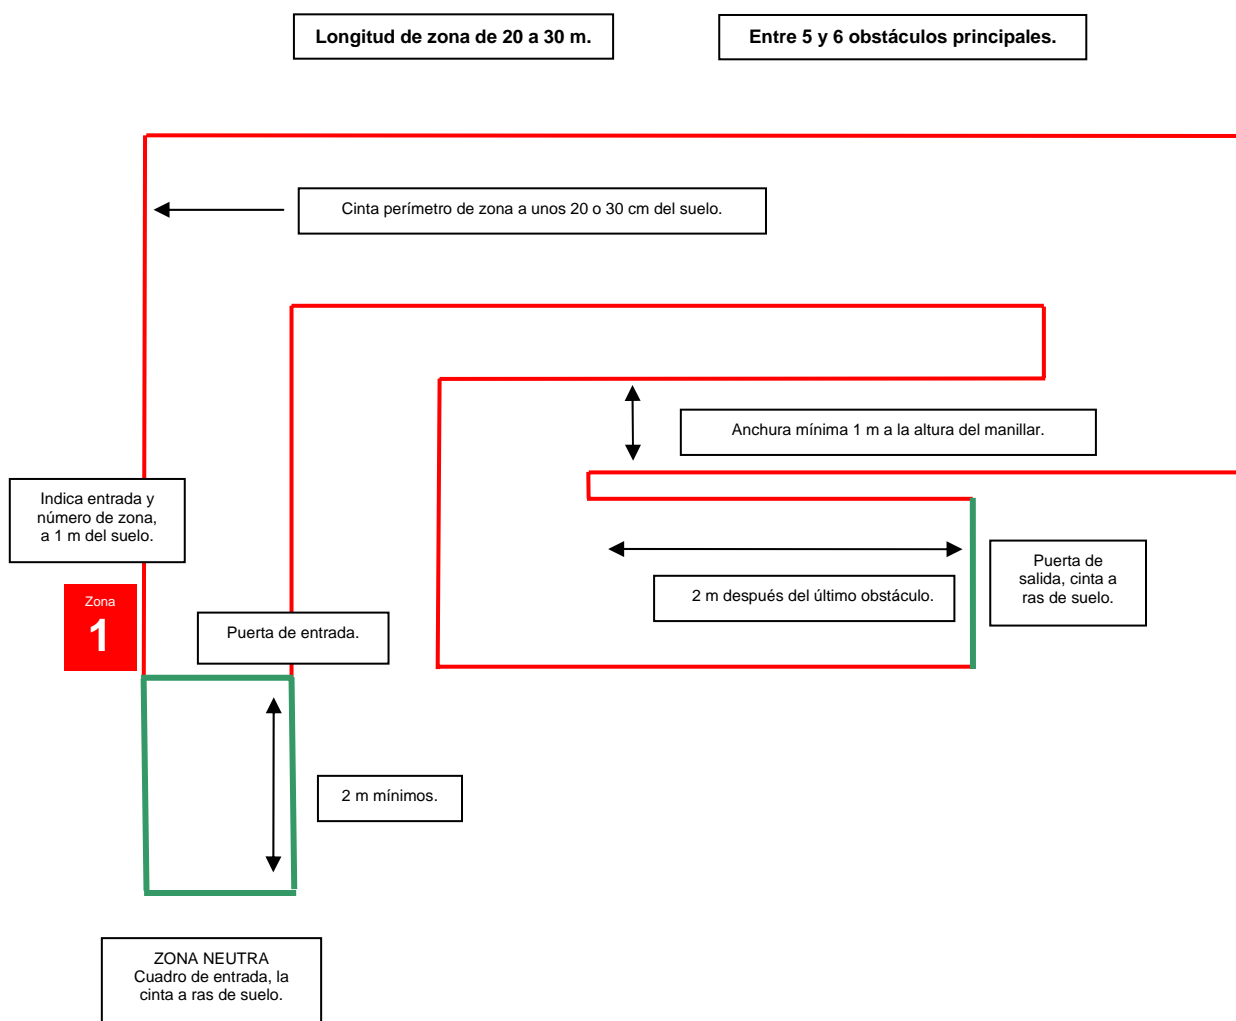 Longitud de zona de 20 a 30 m.
Entre 5 y 6 obstáculos principales.
Cinta perímetro de zona a unos 20 o 30 cm del suelo.
Anchura mínima 1 m a la altura del manillar.
Indica entrada y
número de zona,
a 1 m del suelo.
Puerta de
salida, cinta a
ras de suelo.
2 m después del último obstáculo.
Zona
1
Puerta de entrada.
2 m mínimos.
ZONA NEUTRA
Cuadro de entrada, la
cinta a ras de suelo.